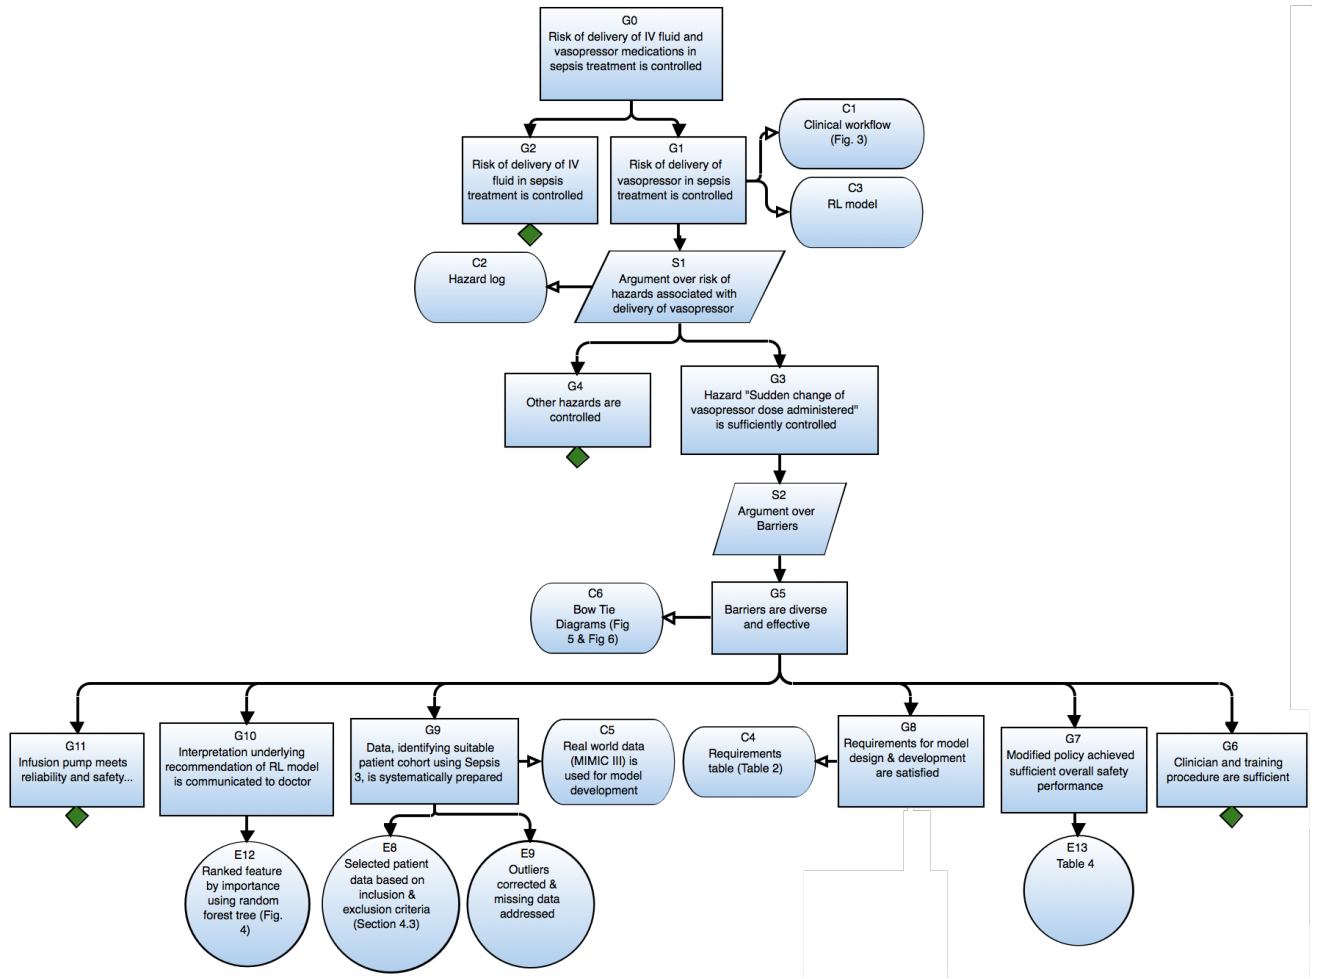 G0
Risk of delivery of IV fluid and
vasopressor medications in
sepsis treatment is controlled
G2
Risk of delivery of IV
fluid in sepsis
treatment is controlled
G1
Risk of delivery of
vasopressor in sepsis
treatment is controlled
C1
Clinical workflow
(Fig. 3)
C3
RL model
C2
Hazard log
S1
Argument over risk of
hazards associated with
delivery of vasopressor
G4
Other hazards are
controlled
G3
Hazard "Sudden change of
vasopressor dose administered"
is sufficiently controlled
S2
Argument over
Barriers
C6
Bow Tie
Diagrams (Fig
5 & Fig 6)
G5
Barriers are diverse
and effective
G11
Infusion pump meets
reliability and safety...
G10
Interpretation underlying
recommendation of RL model
is communicated to doctor
G9
Data, identifying suitable
patient cohort using Sepsis
3, is systematically prepared
C5
Real world data
(MIMIC III) is
used for model
development
C4
Requirements
table (Table 2)
G8
Requirements for model
design & development
are satisfied
G7
Modified policy achieved
sufficient overall safety
performance
G6
Clinician and training
procedure are sufficient
E12
Ranked feature
by importance
using random
forest tree (Fig.
4)
E8
Selected patient
data based on
inclusion &
exclusion criteria
(Section 4.3)
E9
Outliers
corrected &
missing data
addressed
E13
Table 4